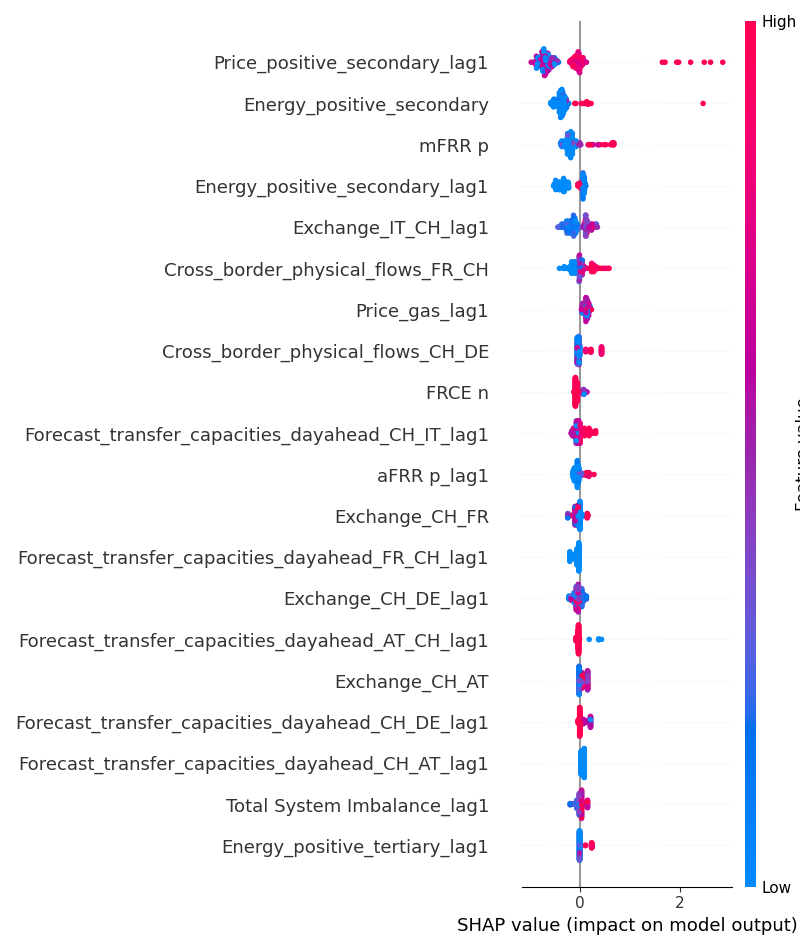 High
Price_positive_secondary_lag1
Energy_positive_secondary
mFRR p
Energy_positive_secondary_lag1
Exchange_IT_CH_lag1
Cross_border_physical_flows_FR_CH
Price_gas_lag1
Cross_border_physical_flows_CH_DE
FRCE n
Forecast_transfer_capacities_dayahead_CH_IT_lag1
aFRR p_lag1
Exchange_CH_FR
Forecast_transfer_capacities_dayahead_FR_CH_lag1
Exchange_CH_DE_lag1
Forecast_transfer_capacities_dayahead_AT_CH_lag1
Exchange_CH_AT
Forecast_transfer_capacities_dayahead_CH_DE_lag1
Forecast_transfer_capacities_dayahead_CH_AT_lag1
Total System Imbalance_lag1
Energy_positive_tertiary_lag1
Low
0 2
SHAP value (impact on model output)